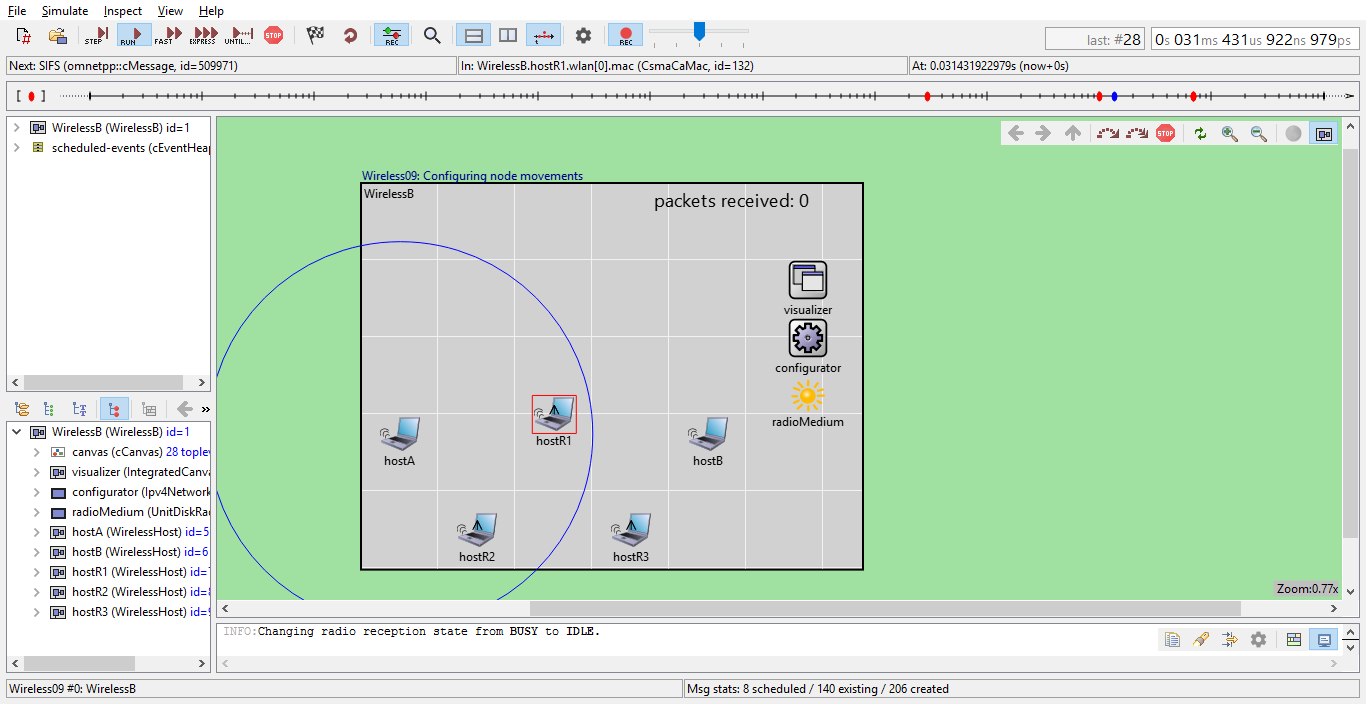 File Simulate Inspect View Help
STEP RUN FAST EXPRESS UNTIL... STOP REC REC
last: #28 0s 031ms 431us 922ns 979ps
Next: SIFS (omnetpp::cMessage, id=509971) In: WirelessB.hostR1.wlan[0].mac (CsmaCaMac, id=132) At: 0.031431922979s (now+0s)
[ ]
WirelessB (WirelessB) id=1
scheduled-events (cEventHeap
STOP
Wireless09: Configuring node movements
WirelessB
packets received: 0
visualizer
configurator
radioMedium
hostR1
hostA
hostB
hostR2
hostR3
Zoom:0.77x
WirelessB (WirelessB) id=1
canvas (cCanvas) 28 toplev
visualizer (IntegratedCanva
configurator (Ipv4Network
radioMedium (UnitDiskRad
hostA (WirelessHost) id=5
hostB (WirelessHost) id=6
hostR1 (WirelessHost) id=
hostR2 (WirelessHost) id=
hostR3 (WirelessHost) id=
INFO:Changing radio reception state from BUSY to IDLE.
Wireless09 #0: WirelessB Msg stats: 8 scheduled / 140 existing / 206 created